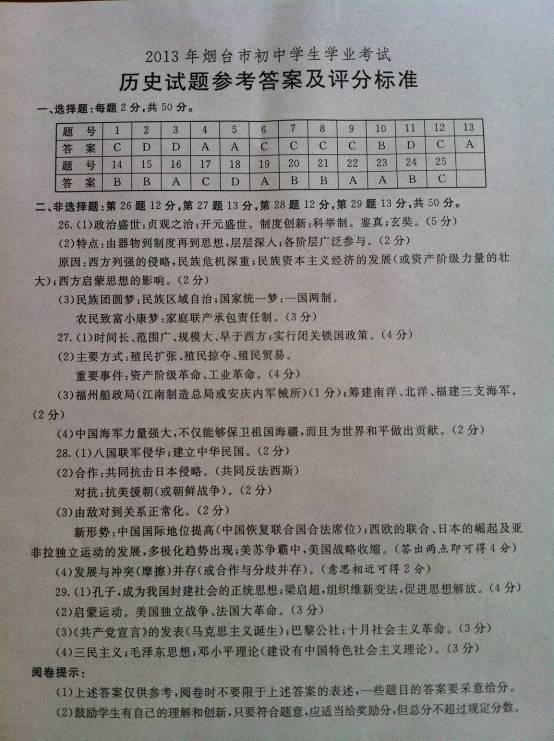 2013 年烟台市初中学生学业考试
历史试题参考答案及评分标准
一、选择题:每题 2 分,共 50 分。
题 号 1 2 3 4 5 6 7 8 9 10 11 12 13
答 案 C D D A A C C C C B D C A
题 号 14 15 16 17 18 19 20 21 22 23 24 25
答 案 B B A C D A B B A A B C
二、非选择题:第 26 题 12 分,第 27 题 13 分,第 28 题 12 分,第 29 题 13 分,共 50 分。
26.(1)政治盛世:贞观之治;开元盛世。制度创新:科举制。鉴真;玄奘。(5 分)
(2)特点:由器物到制度再到思想,层层深入;各阶层广泛参与。(2 分)
原因:西方列强的侵略,民族危机深重;民族资本主义经济的发展(或资产阶级力量的壮
大);西方启蒙思想的影响。(2 分)
(3)民族团圆梦:民族区域自治;国家统一梦:一国两制。
农民致富小康梦:家庭联产承包责任制。(3 分)
27.(1)时间长、范围广、规模大、早于西方;实行闭关锁国政策。(4 分)
(2)主要方式:殖民扩张、殖民掠夺、殖民贸易。
重要事件:资产阶级革命、工业革命。(4 分)
(3)福州船政局(江南制造总局或安庆内军械所)(1 分);筹建南洋、北洋、福建三支海军。
(2 分)
(4)中国海军力量强大,不仅能够保卫祖国海疆,而且为世界和平做出贡献。(2 分)
28.(1)八国联军侵华;建立中华民国。(2 分)
(2)合作:共同抗击日本侵略。(共同反法西斯)
对抗:抗美援朝(或朝鲜战争)。(2 分)
(3)由敌对到关系正常化。(2 分)
新形势:中国国际地位提高(中国恢复联合国合法席位);西欧的联合、日本的崛起及亚
非拉独立运动的发展,多极化趋势出现;美苏争霸中,美国战略收缩。(答出两点即可得 4 分)
(4)发展与冲突(摩擦)并存(或合作与分歧并存)。(意思相近可得 2 分)
29.(1)孔子,成为我国封建社会的正统思想;梁启超,组织维新变法,促进思想解放。(4 分)
(2)启蒙运动。美国独立战争、法国大革命。(3 分)
(3)《共产党宣言》的发表(马克思主义诞生);巴黎公社;十月社会主义革命。(3 分)
(4)三民主义;毛泽东思想;邓小平理论(建设有中国特色社会主义理论)。(3 分)
阅卷提示:
(1)上述答案仅供参考,阅卷时不要限于上述答案的表述,一些题目的答案要采意给分。
(2)鼓励学生有自己的理解和创新,只要符合题意,应适当给奖励分,但总分不超过规定分数。